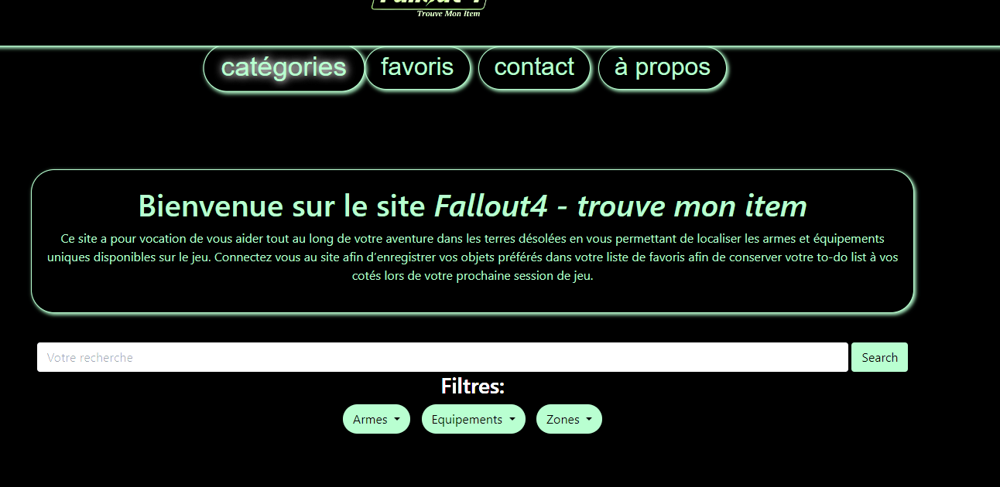 Trouve Mon Item
catégories favoris contact à propos
Bienvenue sur le site Fallout4 - trouve mon item
Ce site a pour vocation de vous aider tout au long de votre aventure dans les terres désolées en vous permettant de localiser les armes et équipements
uniques disponibles sur le jeu. Connectez vous au site afin d'enregistrer vos objets préférés dans votre liste de favoris afin de conserver votre to-do list à vos
cotés lors de votre prochaine session de jeu.
Votre recherche Search
Filtres:
Armes Equipements Zones